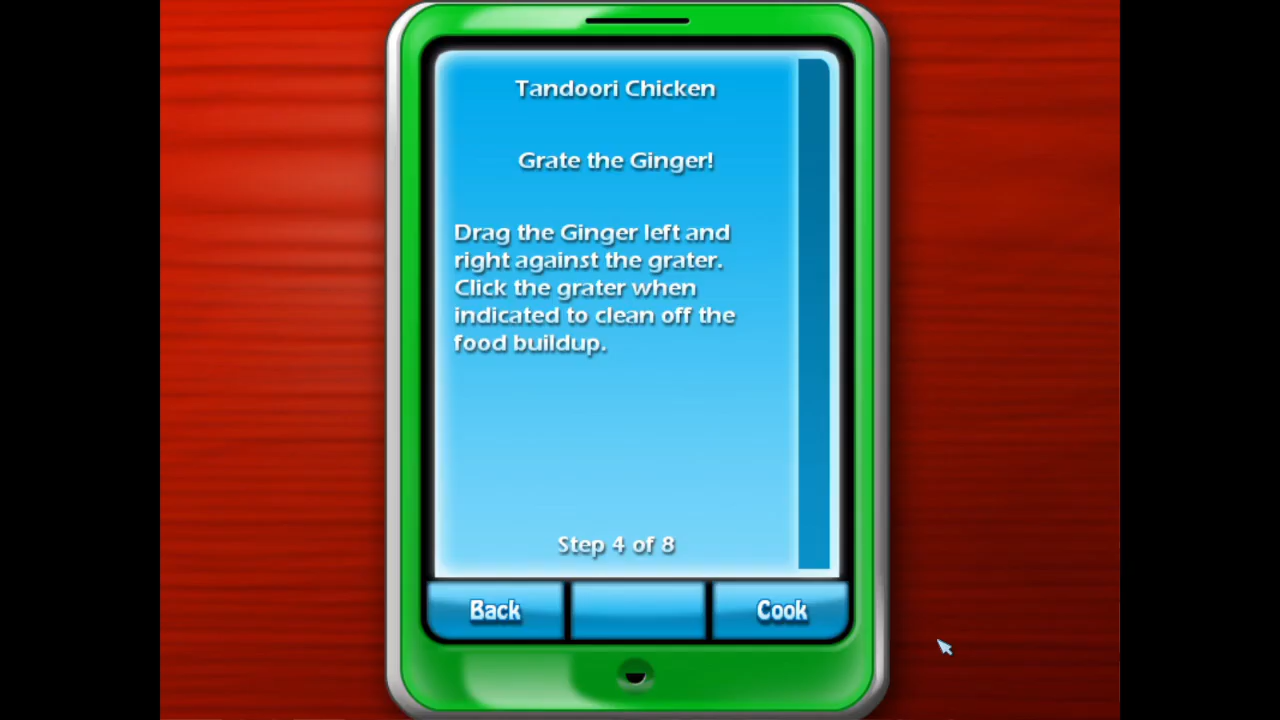 Tandoori Chicken
Grate the Ginger!
Drag the Ginger left and
right against the grater.
Click the grater when
indicated to clean off the
food buildup.
Step 4 of 8
Back
Cook